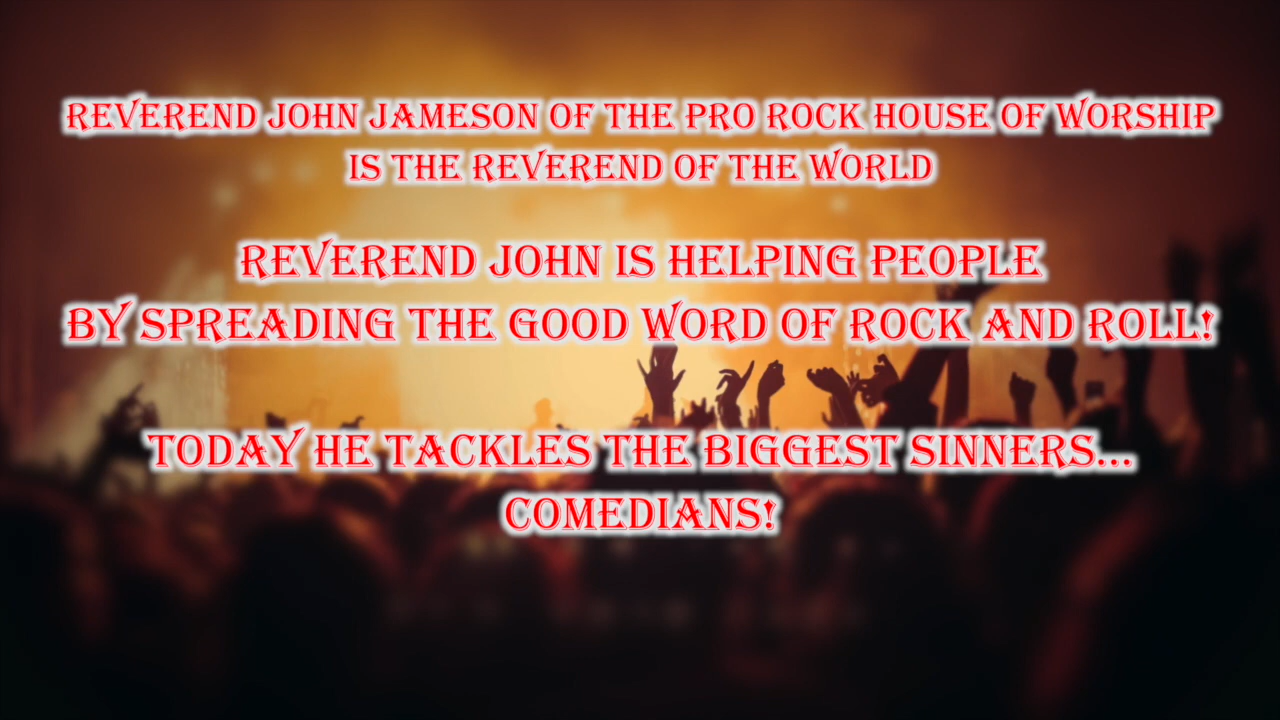 REVEREND JOHN JAMESON OF THE PRO ROCK HOUSE OF WORSHIP
IS THE REVEREND OF THE WORLD
REVEREND JOHN IS HELPING PEOPLE
BY SPREADING THE GOOD WORD OF ROCK AND ROLL!
TODAY HE TACKLES THE BIGGEST SINNERS...
COMEDIANS!